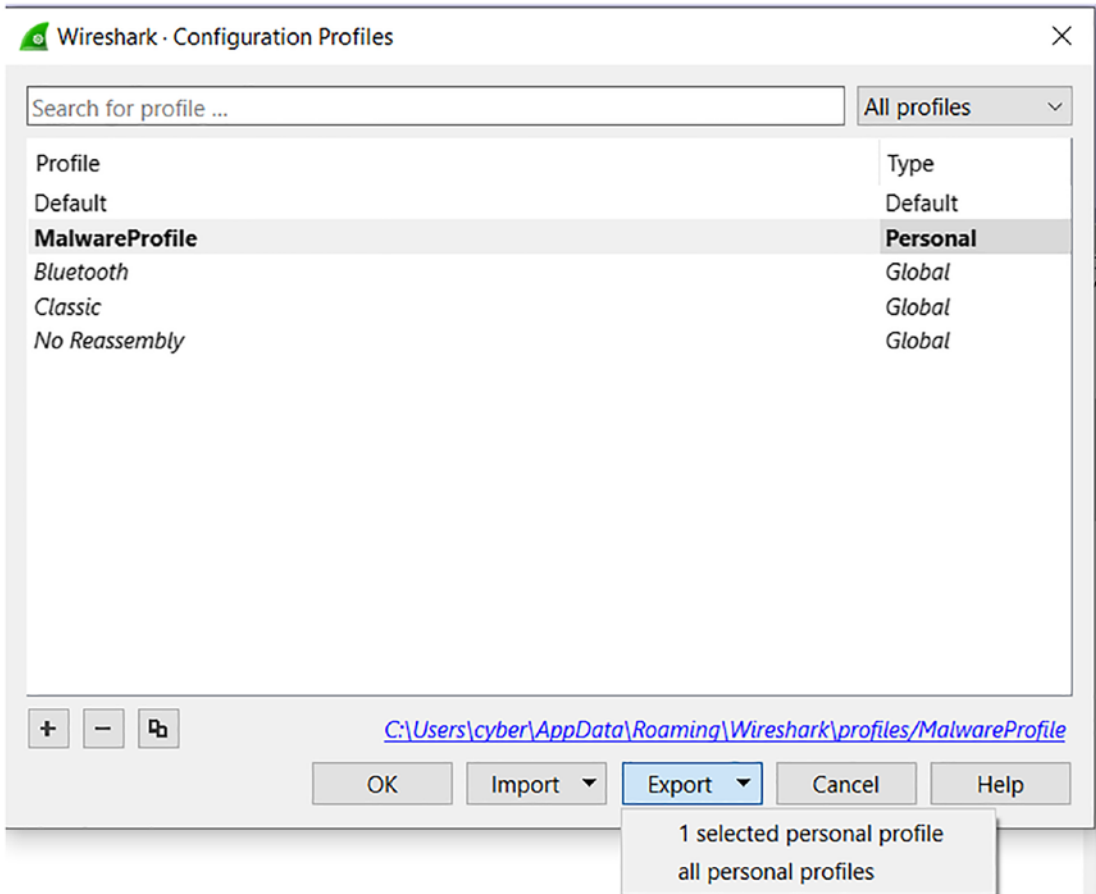 Wireshark · Configuration Profiles
Search for profile ... All profiles
Profile Type
Default Default
MalwareProfile Personal
Bluetooth Global
Classic Global
No Reassembly Global
C:\Users\cyber\AppData\Roaming\Wireshark\profiles/MalwareProfile
OK Import Export Cancel Help
1 selected personal profile
all personal profiles